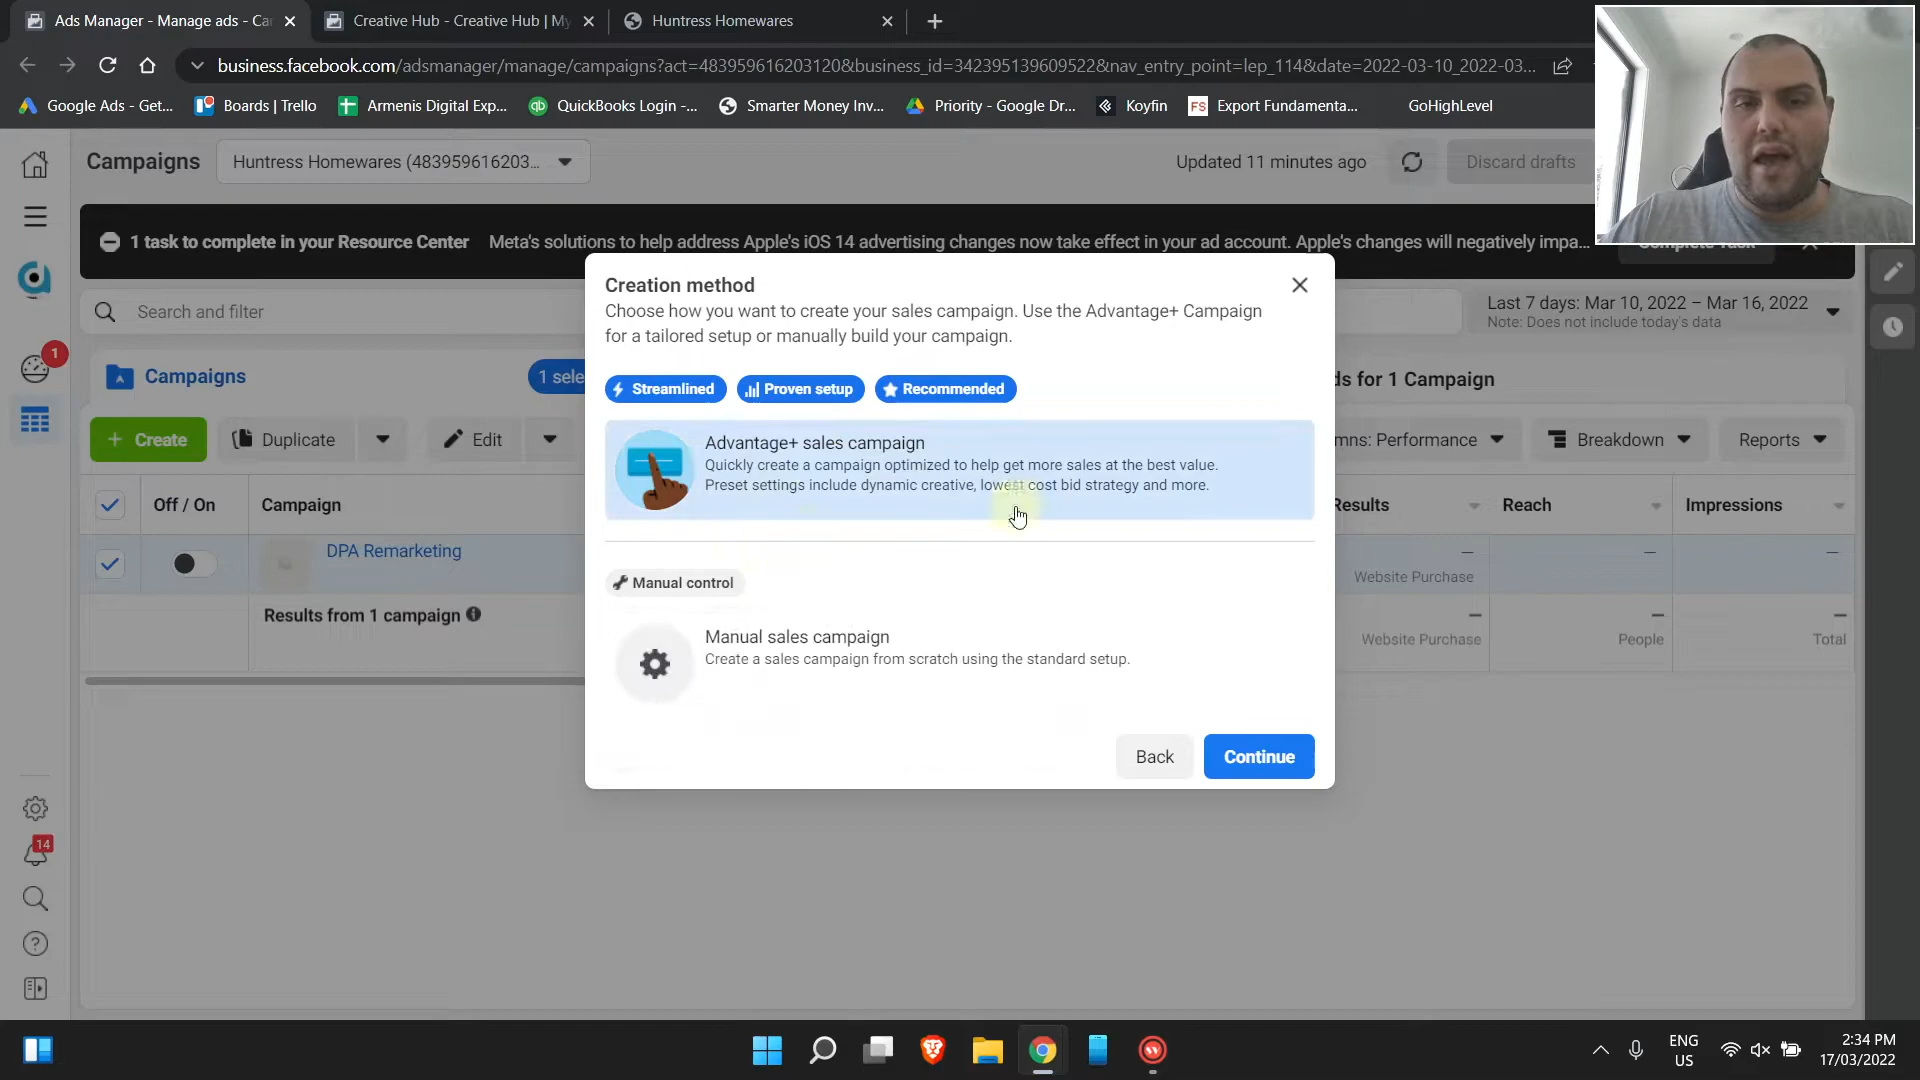 Ads Manager - Manage ads - Ca
Creative Hub - Creative Hub | My
Huntress Homewares
business.facebook.com/adsmanager/manage/campaigns?act=483959616203120&business_id=342395139609522&nav_entry_point=lep_114&date=2022-03-10_2022-03...
Google Ads - Get...
Boards | Trello
Armenis Digital Exp...
QuickBooks Login -...
Smarter Money Inv...
Priority - Google Dr...
Koyfin
FS
Export Fundamenta...
GoHighLevel
Campaigns
Huntress Homewares (483959616203...
Updated 11 minutes ago
Discard drafts
1 task to complete in your Resource Center
Meta's solutions to help address Apple's iOS 14 advertising changes now take effect in your ad account. Apple's changes will negatively impa...
Complete Task
Search and filter
Last 7 days: Mar 10, 2022 – Mar 16, 2022
Note: Does not include today's data
1
Campaigns
1 sele
ds for 1 Campaign
Create
Duplicate
Edit
mns: Performance
Breakdown
Reports
Off / On
Campaign
Results
Reach
Impressions
DPA Remarketing
—
—
—
Website Purchase
Results from 1 campaign
—
—
—
Website Purchase
People
Total
Creation method
Choose how you want to create your sales campaign. Use the Advantage+ Campaign
for a tailored setup or manually build your campaign.
Streamlined
Proven setup
Recommended
Advantage+ sales campaign
Quickly create a campaign optimized to help get more sales at the best value.
Preset settings include dynamic creative, lowest cost bid strategy and more.
Manual control
Manual sales campaign
Create a sales campaign from scratch using the standard setup.
Back
Continue
14
ENG
US
2:34 PM
17/03/2022